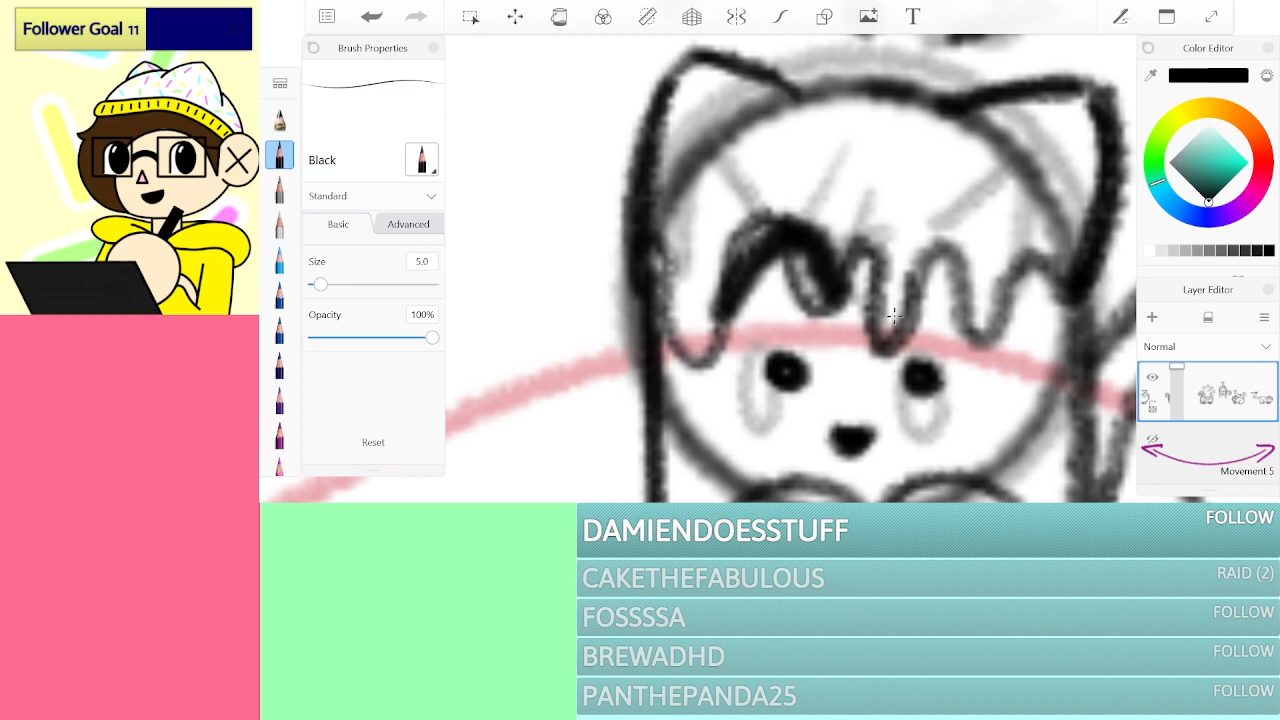 Follower Goal 11
Brush Properties
Black
Standard
Basic
Advanced
Size
5.0
Opacity
100%
Reset
T
Color Editor
Layer Editor
Normal
Movement 5
DAMIENDOESSTUFF
FOLLOW
CAKETHEFABULOUS
RAID (2)
FOSSSSA
FOLLOW
BREWADHD
FOLLOW
PANTHEPANDA25
FOLLOW